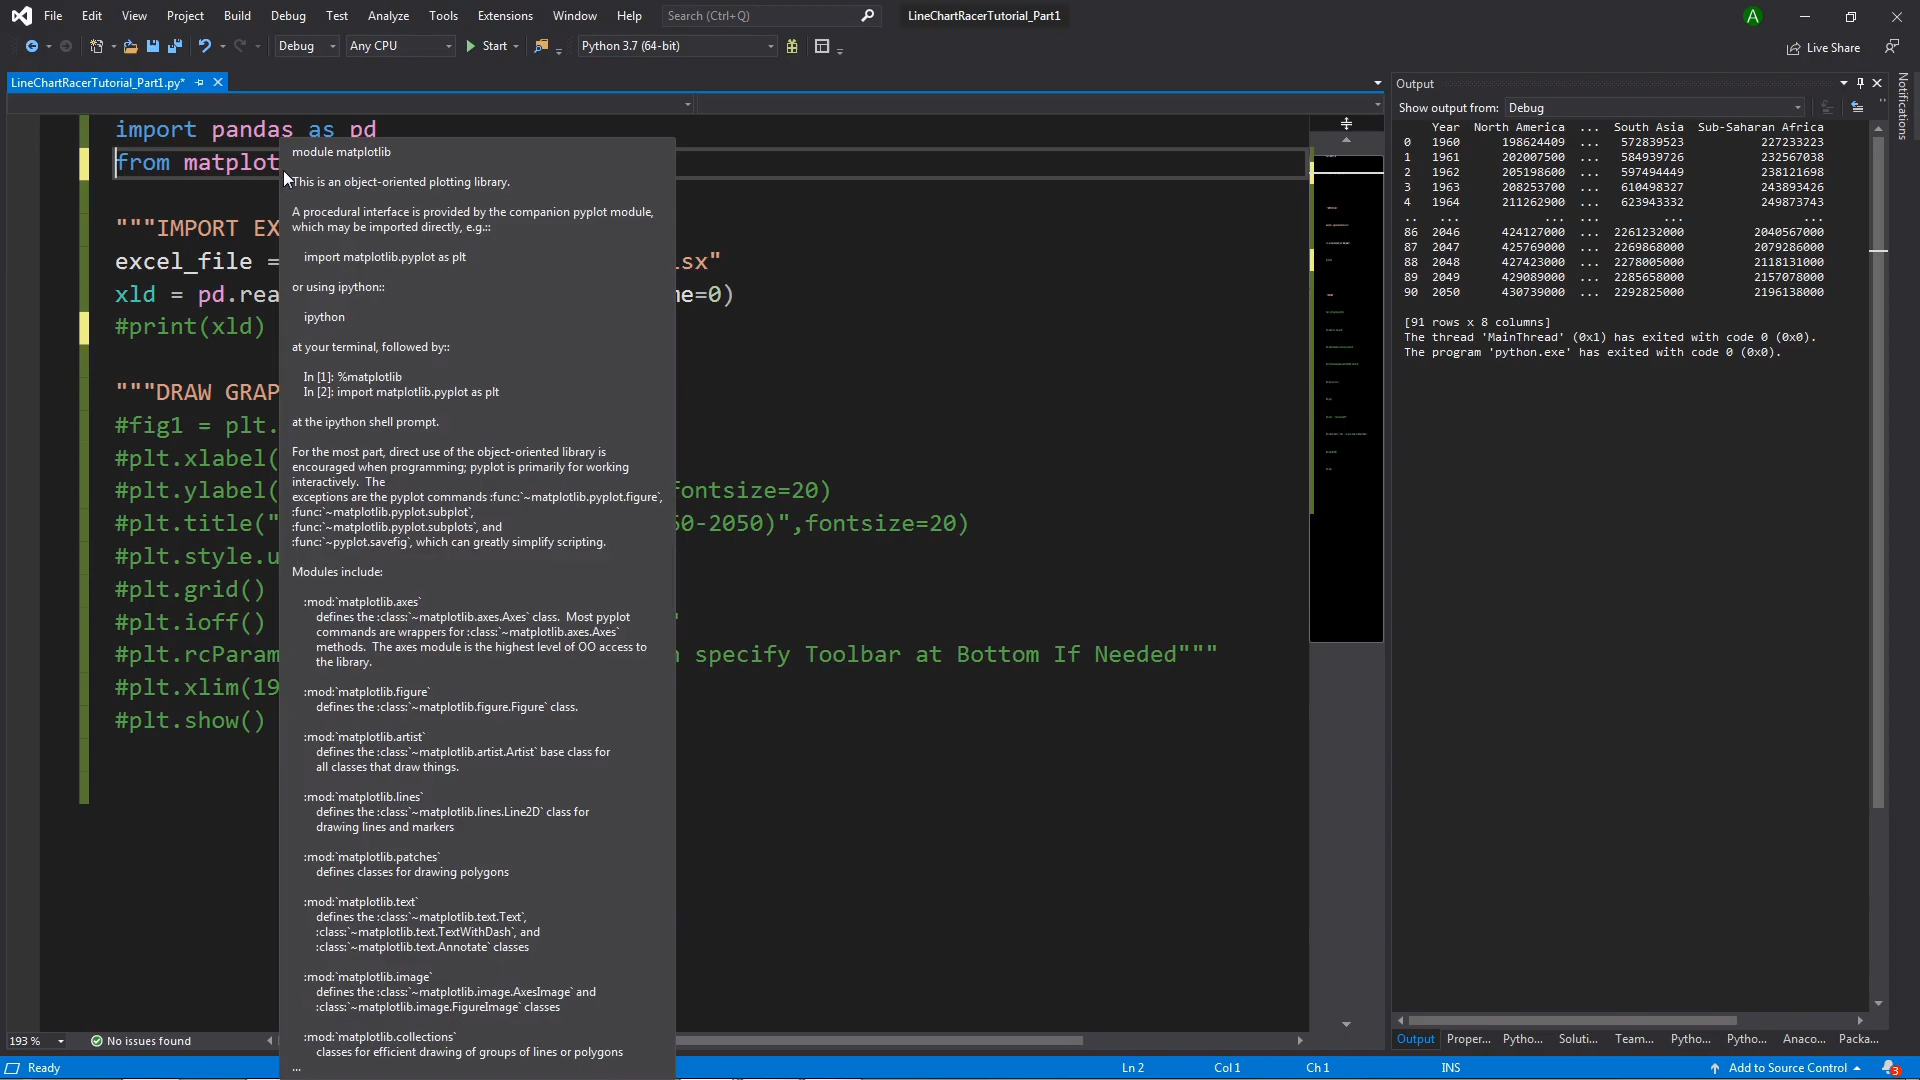 File Edit View Project Build Debug Test Analyze Tools Extensions Window Help Search (Ctrl+Q) LineChartRacerTutorial_Part1 A
Debug Any CPU Start Python 3.7 (64-bit) Live Share
LineChartRacerTutorial_Part1.py*
import pandas as pd
from matplot
"""IMPORT EX
excel_file = lsx"
xld = pd.rea me=0)
#print(xld)
"""DRAW GRAP
#fig1 = plt.
#plt.xlabel(
#plt.ylabel( fontsize=20)
#plt.title(" 60-2050)",fontsize=20)
#plt.style.u
#plt.grid()
#plt.ioff() "
#plt.rcParam n specify Toolbar at Bottom If Needed"""
#plt.xlim(19
#plt.show()
module matplotlib
This is an object-oriented plotting library.
A procedural interface is provided by the companion pyplot module,
which may be imported directly, e.g.::
import matplotlib.pyplot as plt
or using ipython::
ipython
at your terminal, followed by::
In [1]: %matplotlib
In [2]: import matplotlib.pyplot as plt
at the ipython shell prompt.
For the most part, direct use of the object-oriented library is
encouraged when programming; pyplot is primarily for working
interactively. The
exceptions are the pyplot commands :func:`~matplotlib.pyplot.figure`,
:func:`~matplotlib.pyplot.subplot`,
:func:`~matplotlib.pyplot.subplots`, and
:func:`~pyplot.savefig`, which can greatly simplify scripting.
Modules include:
:mod:`matplotlib.axes`
defines the :class:`~matplotlib.axes.Axes` class. Most pyplot
commands are wrappers for :class:`~matplotlib.axes.Axes`
methods. The axes module is the highest level of OO access to
the library.
:mod:`matplotlib.figure`
defines the :class:`~matplotlib.figure.Figure` class.
:mod:`matplotlib.artist`
defines the :class:`~matplotlib.artist.Artist` base class for
all classes that draw things.
:mod:`matplotlib.lines`
defines the :class:`~matplotlib.lines.Line2D` class for
drawing lines and markers
:mod:`matplotlib.patches`
defines classes for drawing polygons
:mod:`matplotlib.text`
defines the :class:`~matplotlib.text.Text`,
:class:`~matplotlib.text.TextWithDash`, and
:class:`~matplotlib.text.Annotate` classes
:mod:`matplotlib.image`
defines the :class:`~matplotlib.image.AxesImage` and
:class:`~matplotlib.image.FigureImage` classes
:mod:`matplotlib.collections`
classes for efficient drawing of groups of lines or polygons
...
Output
Show output from: Debug
Year North America ... South Asia Sub-Saharan Africa
0 1960 198624409 ... 572839523 227233223
1 1961 202007500 ... 584939726 232567038
2 1962 205198600 ... 597494449 238121698
3 1963 208253700 ... 610498327 243893426
4 1964 211262900 ... 623943332 249873743
.. ... ... ... ... ...
86 2046 424127000 ... 2261232000 2040567000
87 2047 425769000 ... 2269868000 2079286000
88 2048 427423000 ... 2278005000 2118131000
89 2049 429089000 ... 2285658000 2157078000
90 2050 430739000 ... 2292825000 2196138000
[91 rows x 8 columns]
The thread 'MainThread' (0x1) has exited with code 0 (0x0).
The program 'python.exe' has exited with code 0 (0x0).
Notifications
193 % No issues found
Output Proper... Pytho... Soluti... Team... Pytho... Pytho... Anaco... Packa...
Ready Ln 2 Col 1 Ch 1 INS Add to Source Control 3